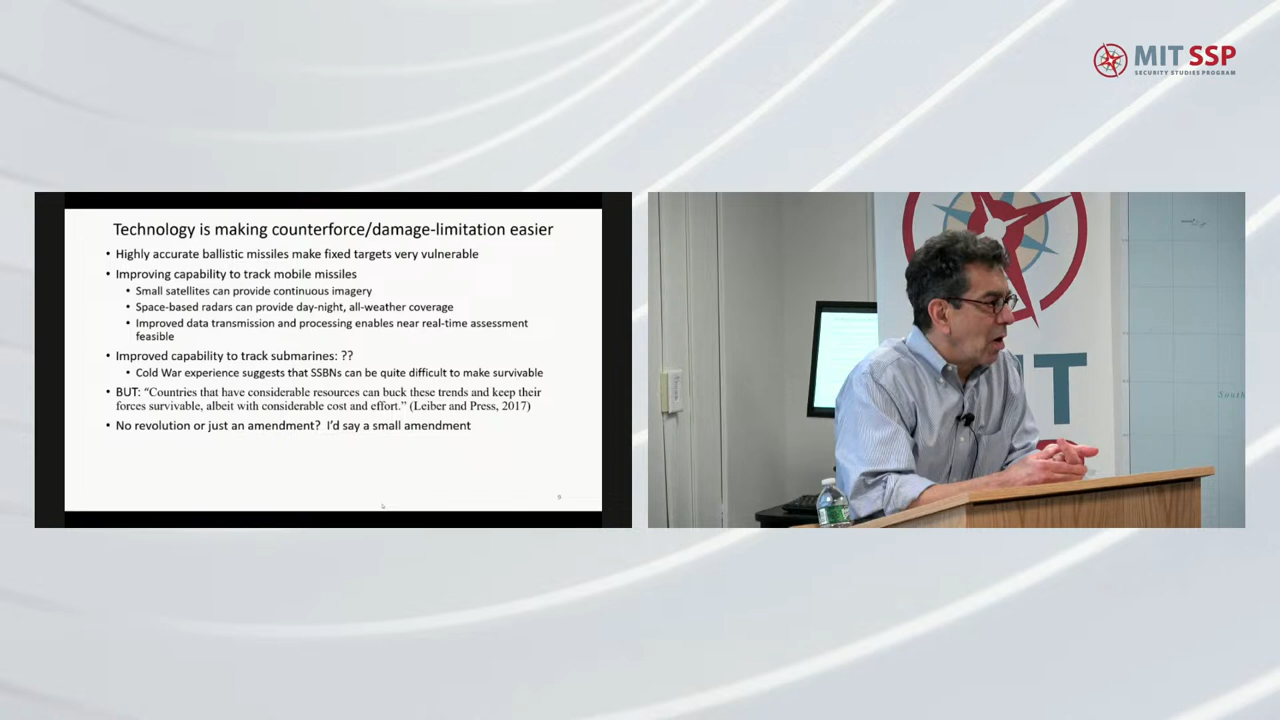 MIT SSP
SECURITY STUDIES PROGRAM
Technology is making counterforce/damage-limitation easier
• Highly accurate ballistic missiles make fixed targets very vulnerable
• Improving capability to track mobile missiles
• Small satellites can provide continuous imagery
• Space-based radars can provide day-night, all-weather coverage
• Improved data transmission and processing enables near real-time assessment
feasible
• Improved capability to track submarines: ??
• Cold War experience suggests that SSBNs can be quite difficult to make survivable
• BUT: “Countries that have considerable resources can buck these trends and keep their
forces survivable, albeit with considerable cost and effort.” (Leiber and Press, 2017)
• No revolution or just an amendment? I’d say a small amendment
9
IT
South